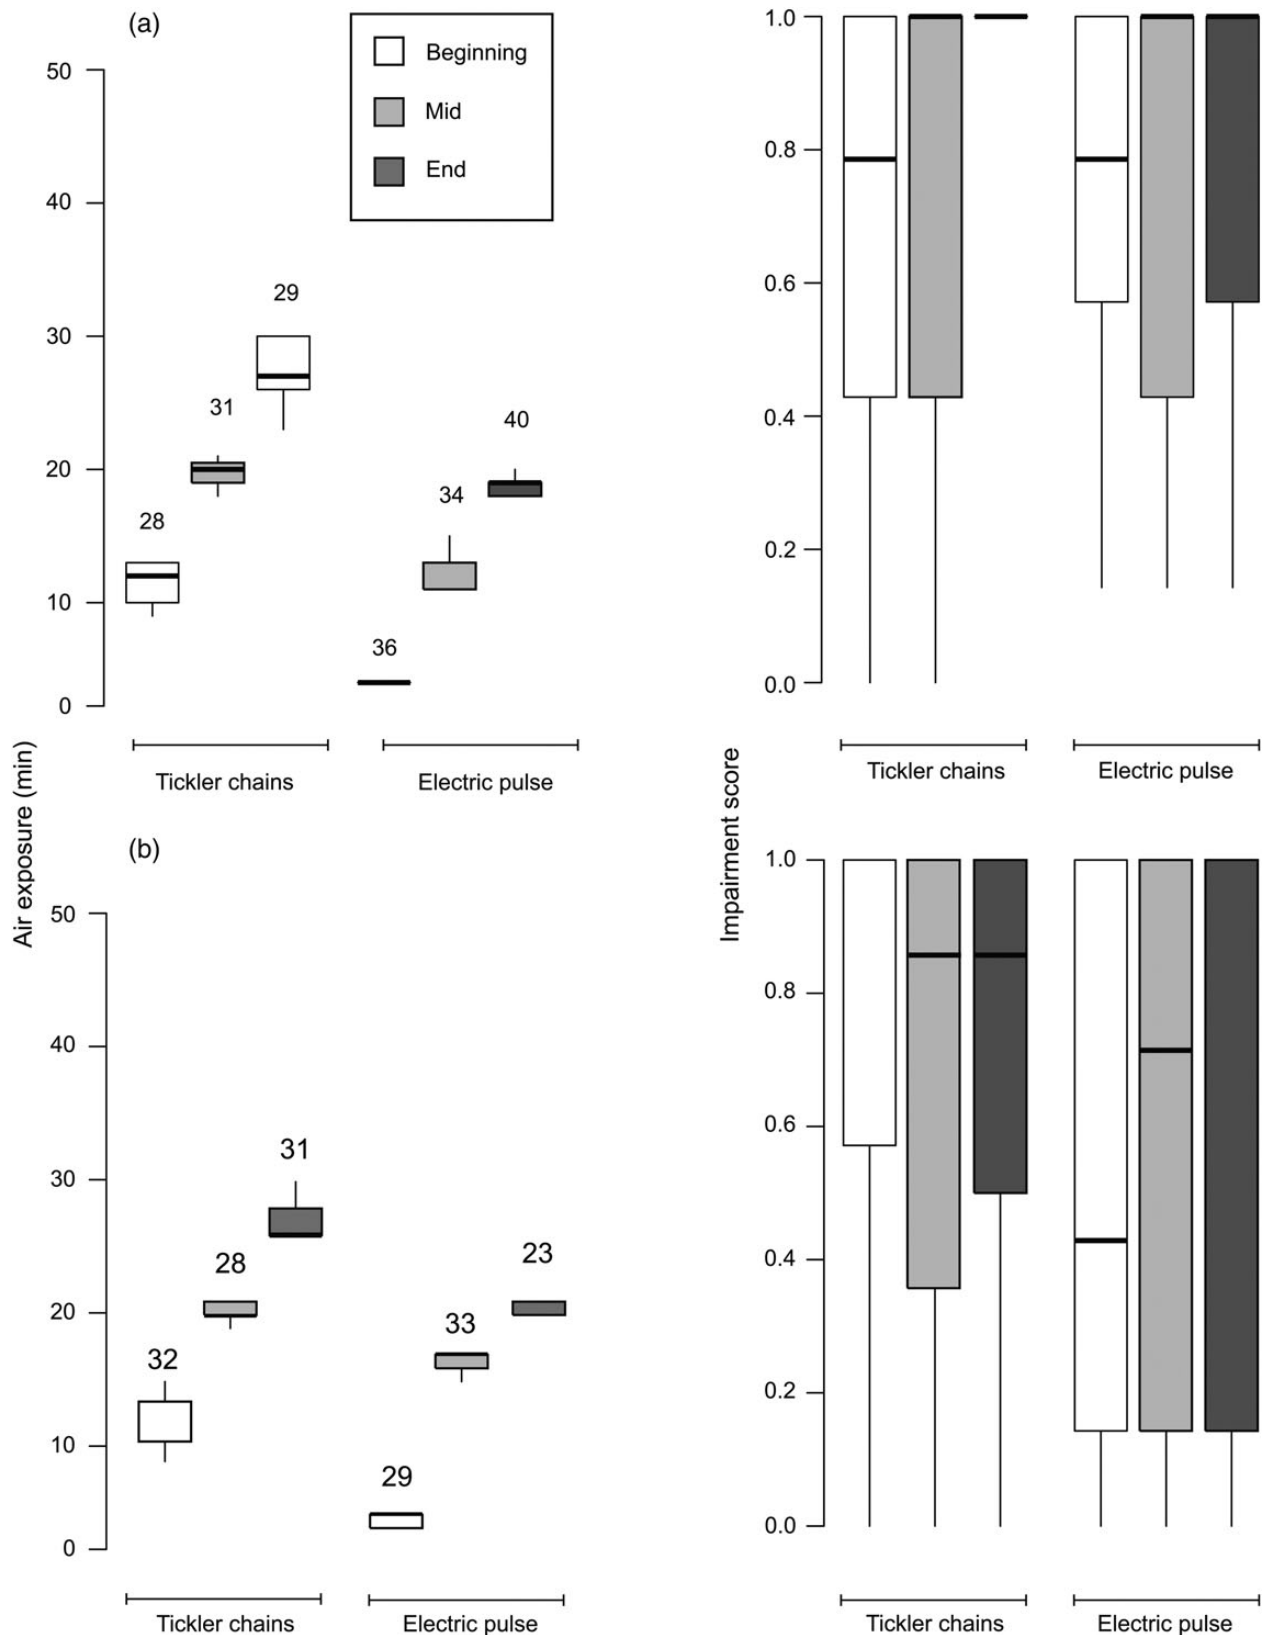 (a)
Beginning
Mid
End
50
40
30
20
10
0
28
31
29
36
34
40
Tickler chains
Electric pulse
1.0
0.8
0.6
0.4
0.2
0.0
Tickler chains
Electric pulse
Air exposure (min)
Impairment score
(b)
50
40
30
20
10
0
32
28
31
29
33
23
Tickler chains
Electric pulse
1.0
0.8
0.6
0.4
0.2
0.0
Tickler chains
Electric pulse